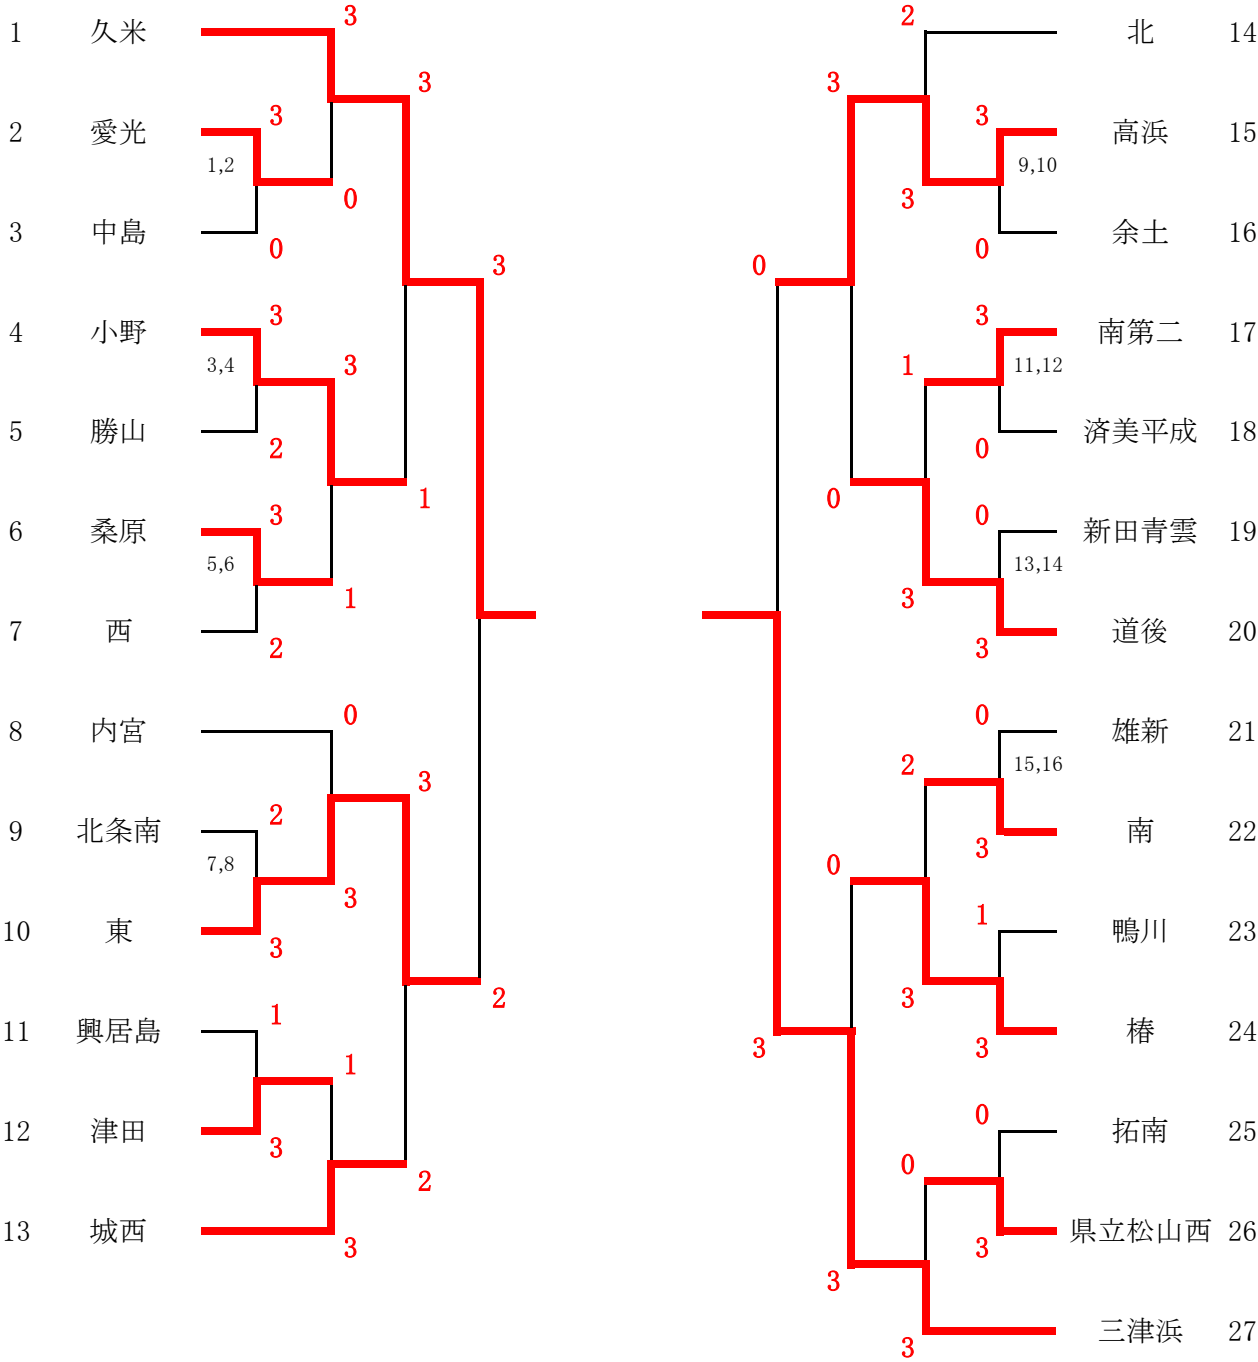 3
2
1 久米
北 14
3
3
3
3
2 愛光
高浜 15
1,2
9,10
0
3
3 中島
余土 16
0
0
3
0
3
3
4 小野
南第二 17
3,4
3
1
11,12
5 勝山
済美平成 18
2
0
1
0
3
0
6 桑原
新田青雲 19
5,6
13,14
1
3
7 西
道後 20
2
3
0
0
8 内宮
雄新 21
3
2
15,16
2
9 北条南
南 22
7,8
0
3
3
1
10 東
鴨川 23
3
2
3
1
11 興居島
椿 24
1
3
3
12 津田
拓南 25
3
0
2
0
13 城西
県立松山西 26
3
3
3
三津浜 27
3